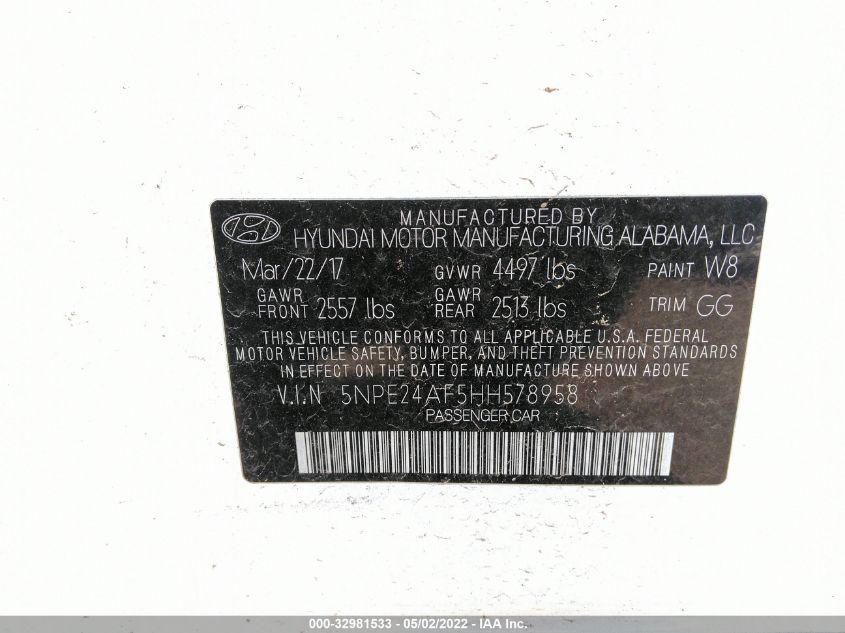 MANUFACTURED BY
HYUNDAI MOTOR MANUFACTURING ALABAMA, LLC
Mar/22/17 GVWR 4497 lbs PAINT W8
GAWR FRONT 2557 lbs GAWR REAR 2513 lbs TRIM GG
THIS VEHICLE CONFORMS TO ALL APPLICABLE U.S.A. FEDERAL
MOTOR VEHICLE SAFETY, BUMPER, AND THEFT PREVENTION STANDARDS
IN EFFECT ON THE DATE OF MANUFACTURE SHOWN ABOVE
V.I.N 5NPE24AF5HH578958
PASSENGER CAR
000-32981533 - 05/02/2022 - IAA Inc.